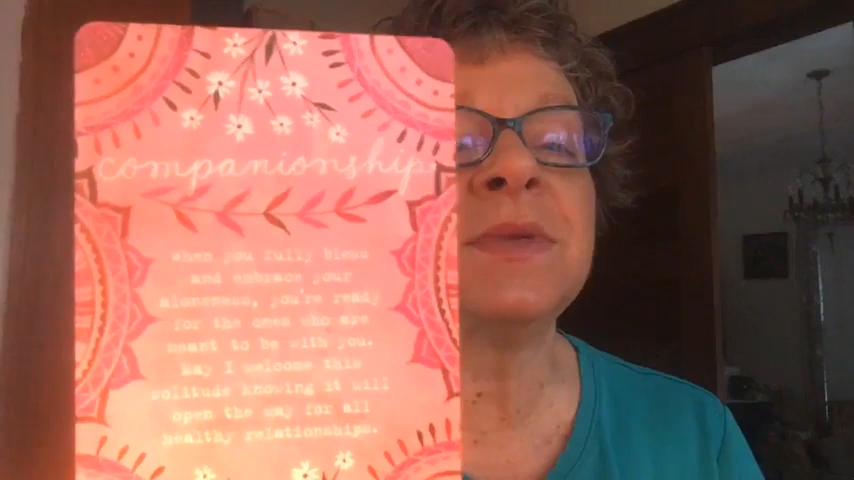 companionship
when you fully bless
and embrace your
aloneness, you're ready
for the ones who are
meant to be with you.
May I welcome this
solitude knowing it will
open the way for all
healthy relationships.